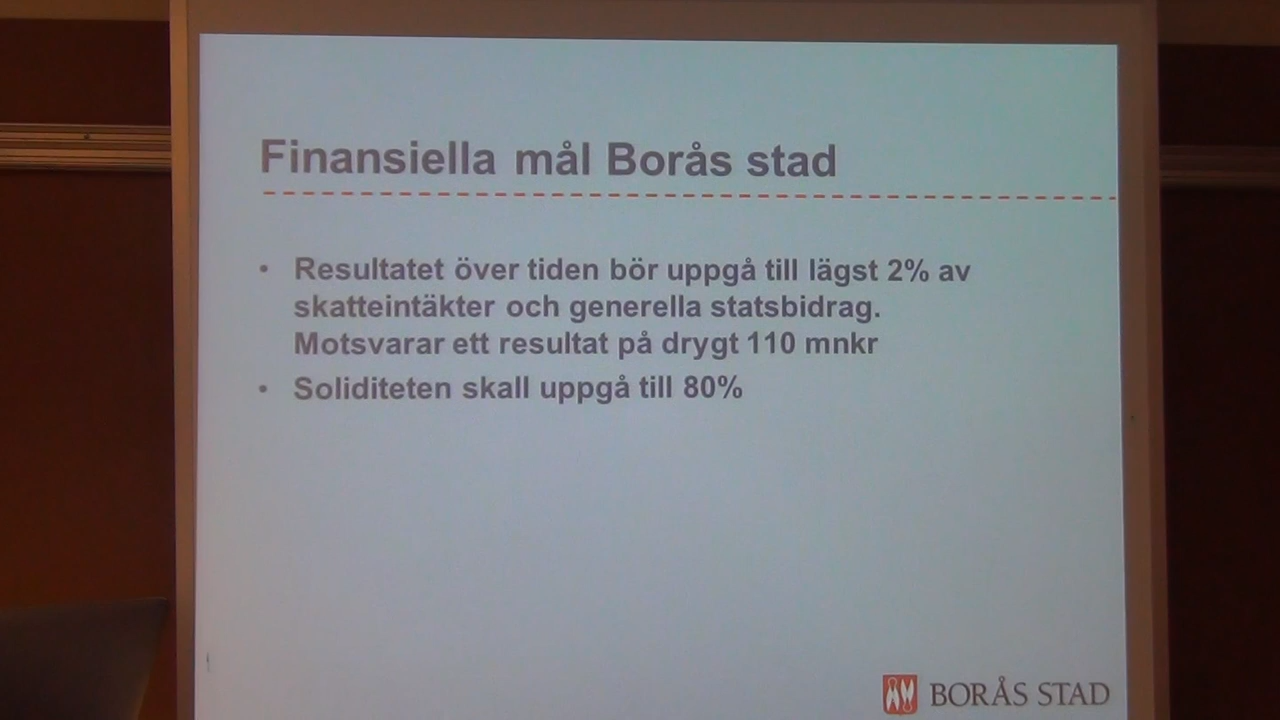 Finansiella mål Borås stad
• Resultatet över tiden bör uppgå till lägst 2% av
skatteintäkter och generella statsbidrag.
Motsvarar ett resultat på drygt 110 mnkr
• Soliditeten skall uppgå till 80%
BORÅS STAD